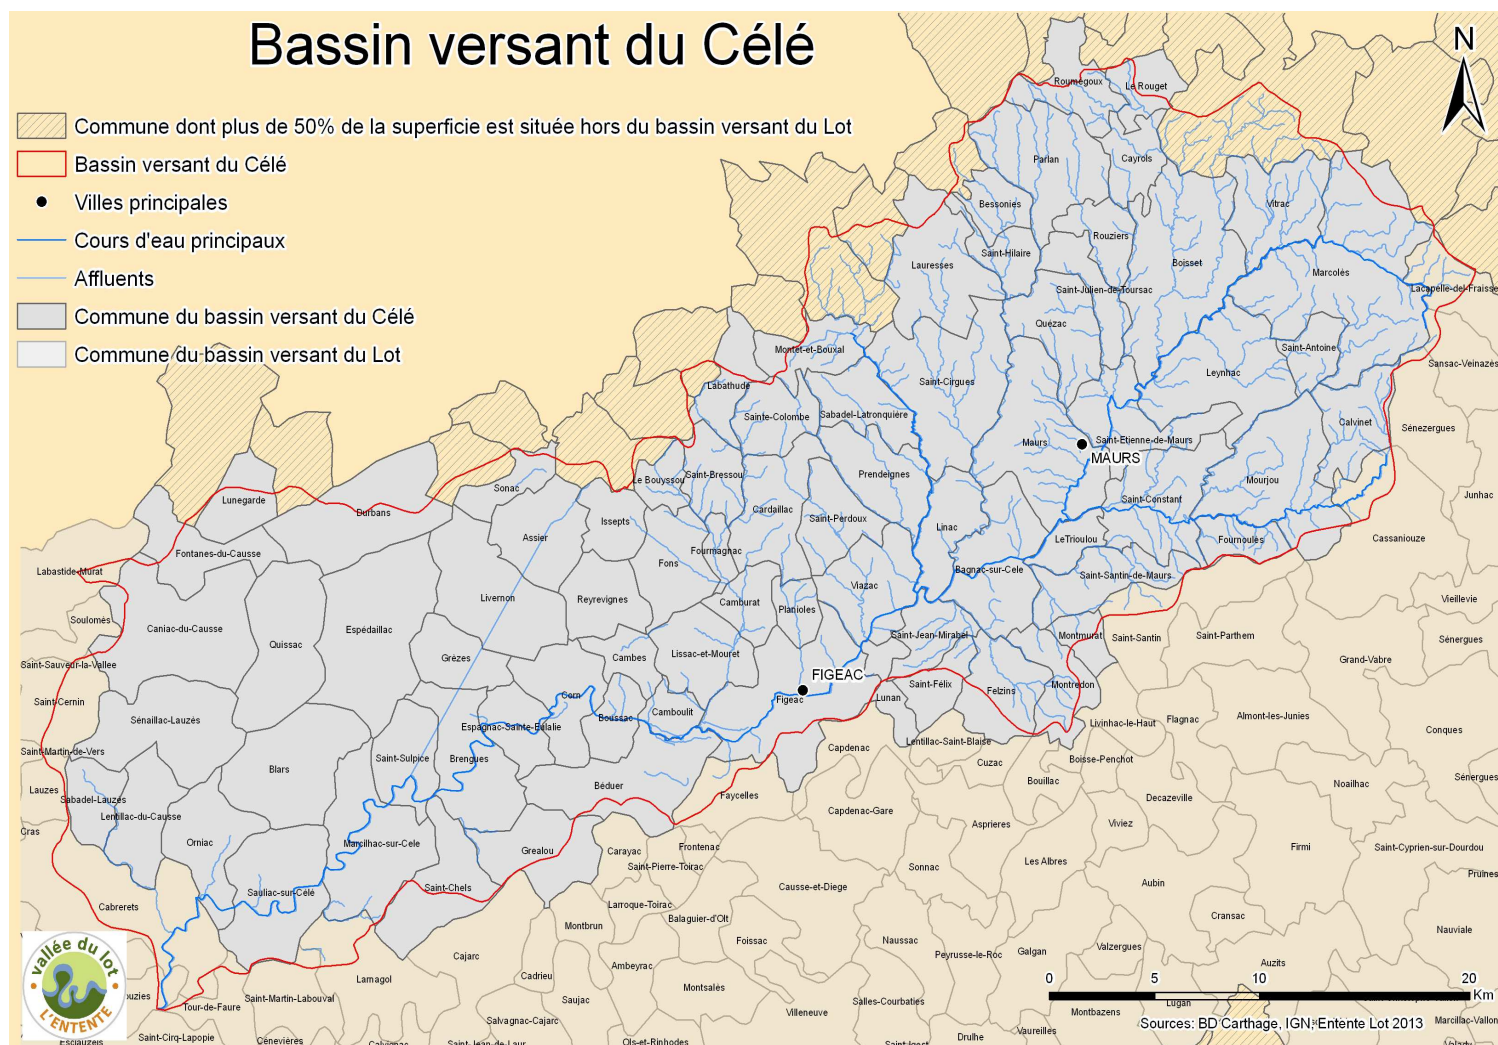 Bassin versant du Célé
N
Commune dont plus de 50% de la superficie est située hors du bassin versant du Lot
Bassin versant du Célé
Villes principales
Cours d'eau principaux
Affluents
Commune du bassin versant du Célé
Commune du bassin versant du Lot
Roumégoux
Le Rouget
Parlan
Cayrols
Bessonies
Vitrac
Rouziers
Saint-Hilaire
Boisset
Lauresses
Marcolès
Lacapelle-del-Fraisse
Saint-Julien-de-Toursac
Quézac
Saint-Antoine
Montet-et-Bouxal
Sansac-Veinazès
Leynhac
Saint-Cirgues
Labathude
Sainte-Colombe
Sabadel-Latronquière
Calvinet
Sénezergues
Maurs
Saint-Etienne-de-Maurs
MAURS
Le Bouyssou
Saint-Bressou
Prendeignes
Mourjou
Junhac
Sonac
Lunegarde
Durbans
Saint-Constant
Cardaillac
Saint-Perdoux
Issepts
Linac
Assier
LeTrioulou
Fournoulès
Cassaniouze
Fontanes-du-Causse
Fourmagnac
Fons
Labastide-Murat
Bagnac-sur-Cele
Saint-Santin-de-Maurs
Viazac
Livernon
Reyrevignes
Camburat
Planioles
Vieillevie
Soulomès
Caniac-du-Causse
Espédaillac
Quissac
Saint-Jean-Mirabel
Montmurat
Saint-Santin
Saint-Parthem
Sénergues
Grèzes
Cambes
Lissac-et-Mouret
Grand-Vabre
Saint-Sauveur-la-Vallee
FIGEAC
Saint-Félix
Felzins
Montredon
Saint-Cernin
Corn
Figeac
Lunan
Sénaillac-Lauzés
Espagnac-Sainte-Eulalie
Boussac
Camboulit
Livinhac-le-Haut
Flagnac
Almont-les-Junies
Conques
Saint-Martin-de-Vers
Lentillac-Saint-Blaise
Capdenac
Saint-Sulpice
Brengues
Blars
Cuzac
Boisse-Penchot
Bouillac
Noailhac
Sénergues
Lauzes
Béduer
Sabadel-Lauzés
Faycelles
Decazeville
Lentillac-du-Causse
Capdenac-Gare
Asprieres
Viviez
Cras
Orniac
Marcilhac-sur-Cele
Grealou
Carayac
Frontenac
Firmi
Saint-Cyprien-sur-Dourdou
Saint-Pierre-Toirac
Sonnac
Les Albres
Pruines
Saint-Chels
Sauliac-sur-Célé
Causse-et-Diege
Aubin
Cabrerets
Larroque-Toirac
Balaguier-d'Olt
Cransac
Montbrun
Foissac
Naussac
Nauviale
Valzergues
Galgan
Peyrusse-le-Roc
Cajarc
Ambeyrac
Auzits
Larnagol
Cadrieu
Montsalès
vallée du lot
L'ENTENTE
Saint-Martin-Labouval
Saujac
Salles-Courbaties
Tour-de-Faure
Villeneuve
Montbazens
Lugan
0 5 10 20
Km
Salvagnac-Cajarc
Vaureilles
Drulhe
Sources: BD Carthage, IGN, Entente Lot 2013
Marcillac-Vallon
Saint-Cirq-Lapopie
Cénevières
Ols-et-Rinhodes